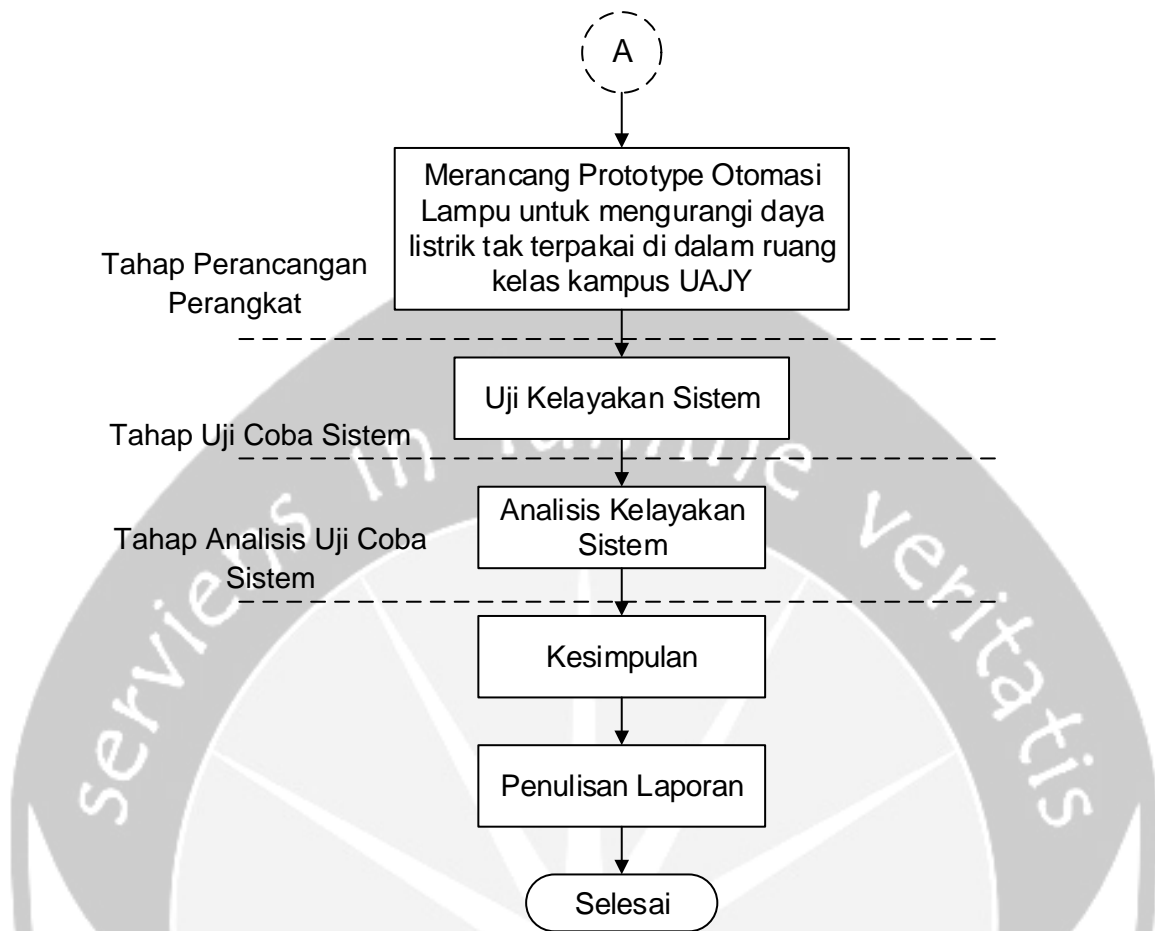 A
Merancang Prototype Otomasi
Lampu untuk mengurangi daya
listrik tak terpakai di dalam ruang
kelas kampus UAJY
Tahap Perancangan
Perangkat
Uji Kelayakan Sistem
Tahap Uji Coba Sistem
serviens in lumine veritatis
Analisis Kelayakan
Sistem
Tahap Analisis Uji Coba
Sistem
Kesimpulan
Penulisan Laporan
Selesai